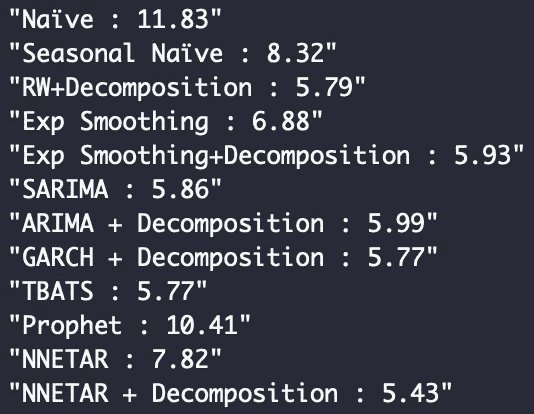 "Naïve : 11.83"
"Seasonal Naïve : 8.32"
"RW+Decomposition : 5.79"
"Exp Smoothing : 6.88"
"Exp Smoothing+Decomposition : 5.93"
"SARIMA : 5.86"
"ARIMA + Decomposition : 5.99"
"GARCH + Decomposition : 5.77"
"TBATS : 5.77"
"Prophet : 10.41"
"NNETAR : 7.82"
"NNETAR + Decomposition : 5.43"